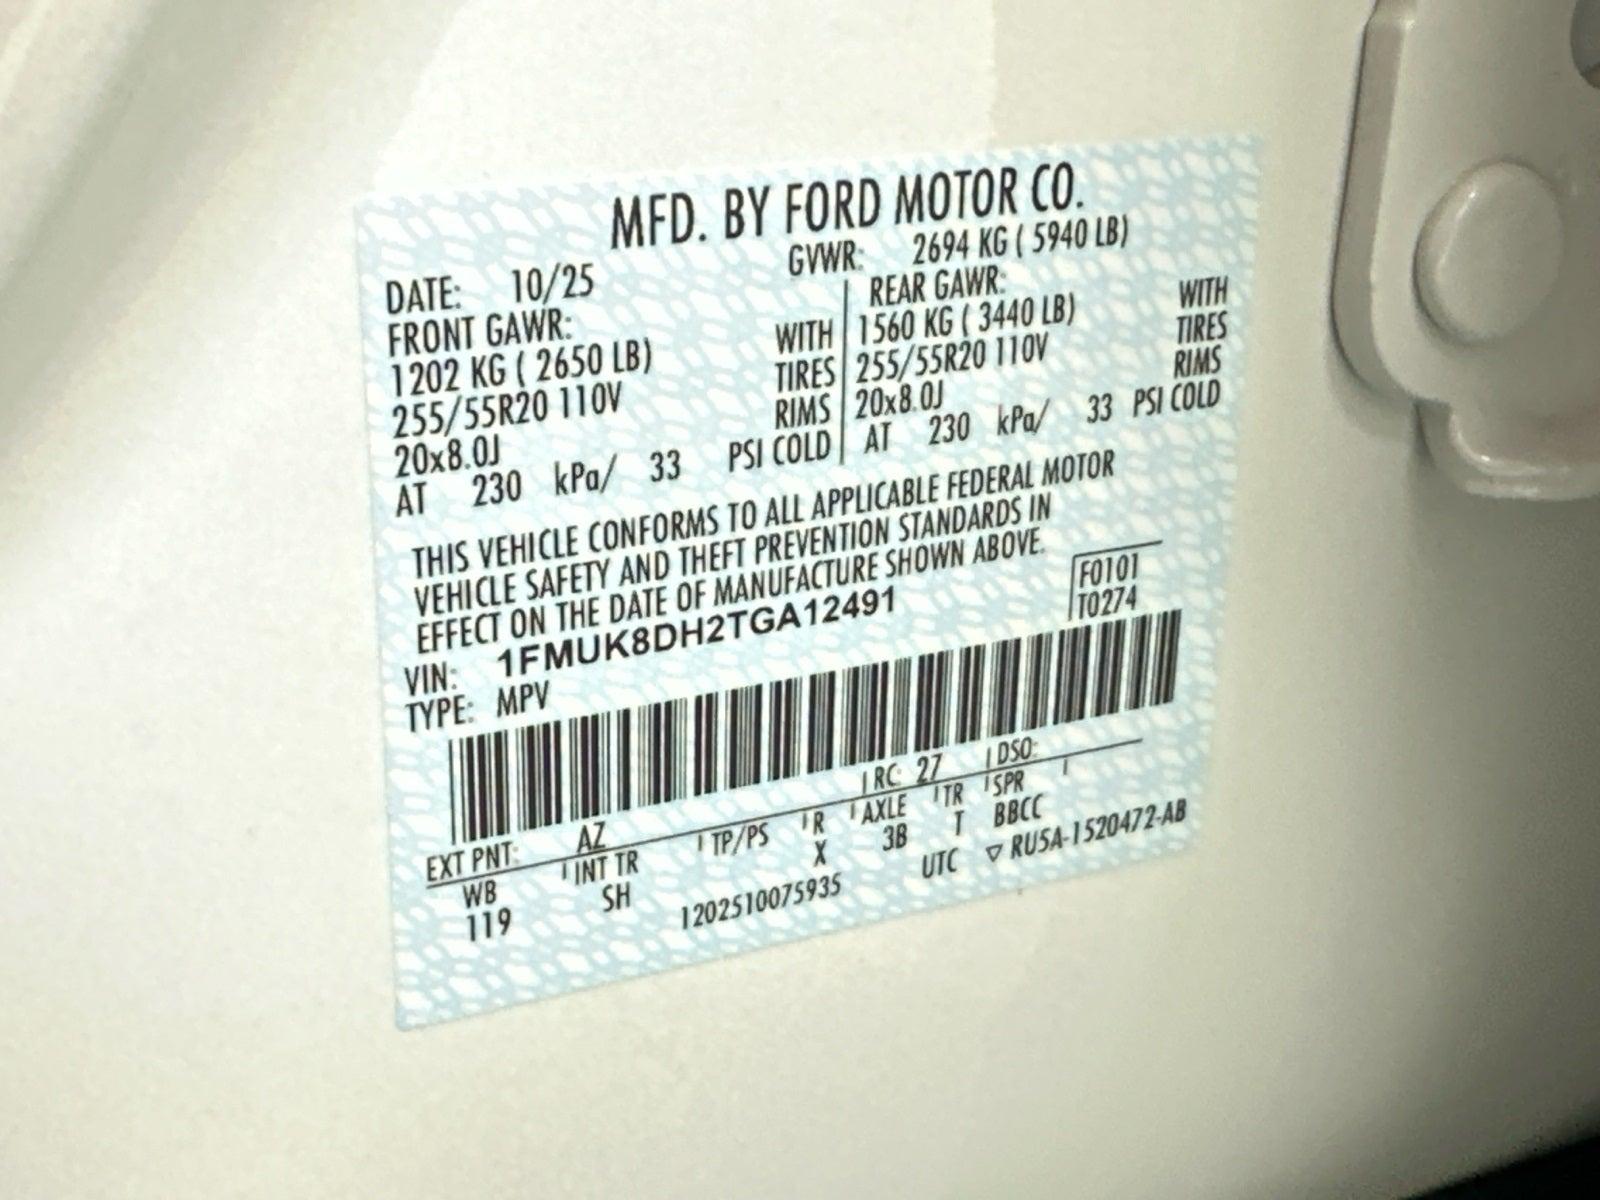 MFD. BY FORD MOTOR CO.
DATE: 10/25 GVWR: 2694 KG ( 5940 LB)
FRONT GAWR:
1202 KG ( 2650 LB) WITH
255/55R20 110V TIRES
20x8.0J RIMS
AT 230 kPa/ 33 PSI COLD
REAR GAWR:
1560 KG ( 3440 LB) WITH
255/55R20 110V TIRES
20x8.0J RIMS
AT 230 kPa/ 33 PSI COLD
THIS VEHICLE CONFORMS TO ALL APPLICABLE FEDERAL MOTOR
VEHICLE SAFETY AND THEFT PREVENTION STANDARDS IN
EFFECT ON THE DATE OF MANUFACTURE SHOWN ABOVE.
F0101
T0274
VIN: 1FMUK8DH2TGA12491
TYPE: MPV
EXT PNT: AZ RC: 27 DSO:
WB INT TR TP/PS R AXLE TR SPR
119 SH X 3B T BBCC
1202510075935 UTC ▽ RU5A-1520472-AB